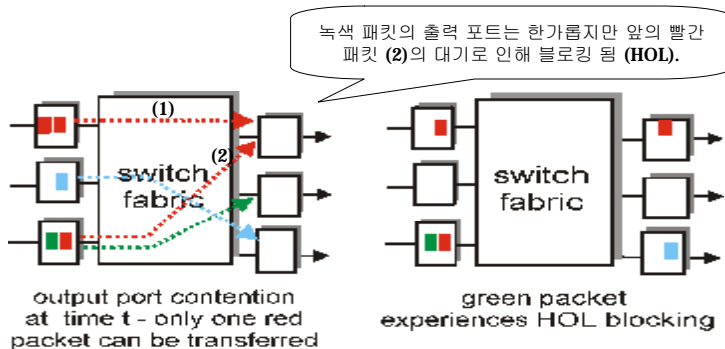 녹색 패킷의 출력 포트는 한가롭지만 앞의 빨간
패킷 (2)의 대기로 인해 블로킹 됨 (HOL).
(1)
(2)
switch
fabric
output port contention
at time t - only one red
packet can be transferred
switch
fabric
green packet
experiences HOL blocking